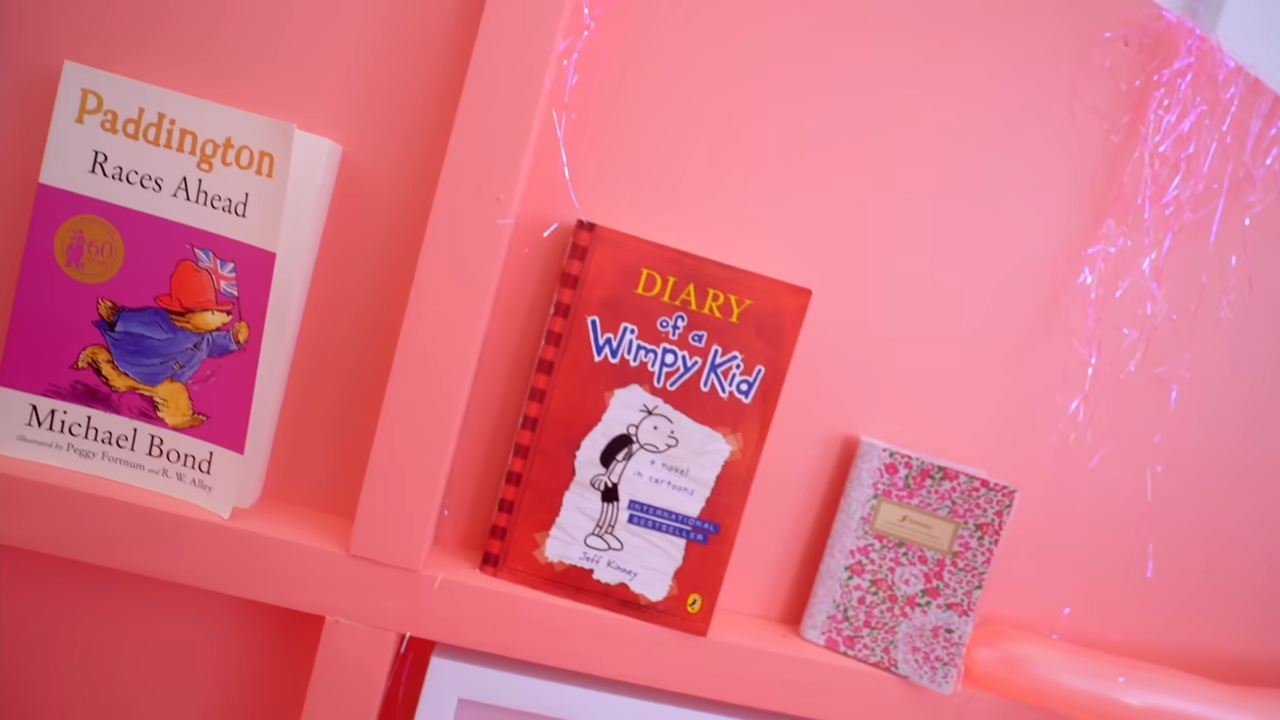 Paddington
Races Ahead
60
Michael Bond
Illustrated by Peggy Fortnum and R. W. Alley
DIARY
of a
Wimpy Kid
a novel
in cartoons
INTERNATIONAL
BESTSELLER
Jeff Kinney